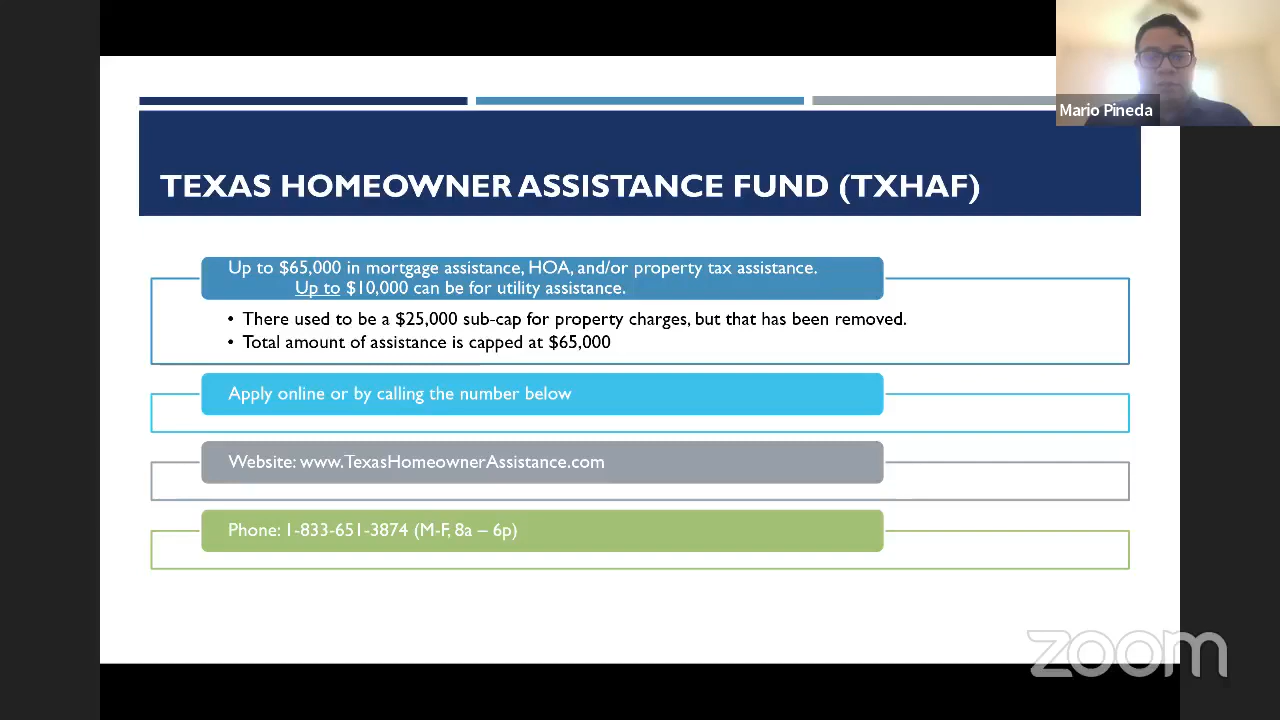 Mario Pineda
TEXAS HOMEOWNER ASSISTANCE FUND (TXHAF)
Up to $65,000 in mortgage assistance, HOA, and/or property tax assistance.
Up to $10,000 can be for utility assistance.
• There used to be a $25,000 sub-cap for property charges, but that has been removed.
• Total amount of assistance is capped at $65,000
Apply online or by calling the number below
Website: www.TexasHomeownerAssistance.com
Phone: 1-833-651-3874 (M-F, 8a – 6p)
zoom